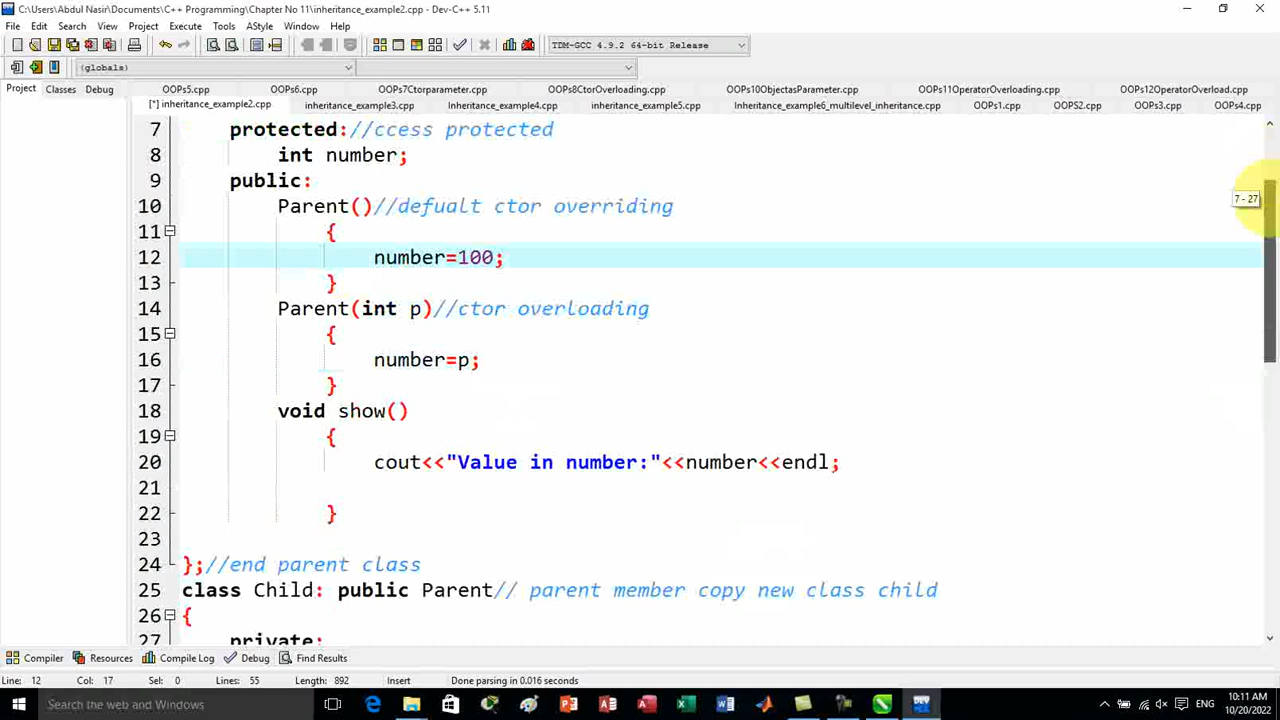 C:\Users\Abdul Nasir\Documents\C++ Programming\Chapter No 11\inheritance_example2.cpp - Dev-C++ 5.11
File Edit Search View Project Execute Tools AStyle Window Help
TDM-GCC 4.9.2 64-bit Release
(globals)
Project Classes Debug
OOPs5.cpp OOPs6.cpp OOPs7Ctorparameter.cpp OOPs8CtorOverloading.cpp OOPs10ObjectasParameter.cpp OOPs11OperatorOverloading.cpp OOPs12OperatorOverload.cpp
[*] inheritance_example2.cpp inheritance_example3.cpp Inheritance_example4.cpp inheritance_example5.cpp Inheritance_example6_multilevel_inheritance.cpp OOPs1.cpp OOPS2.cpp OOPs3.cpp OOPs4.cpp
7 protected://ccess protected
8 int number;
9 public:
7 - 27
10 Parent()//defualt ctor overriding
11 {
12 number=100;
13 }
14 Parent(int p)//ctor overloading
15 {
16 number=p;
17 }
18 void show()
19 {
20 cout<<"Value in number:"<<number<<endl;
21
22 }
23
24 };//end parent class
25 class Child: public Parent// parent member copy new class child
26 {
27 private:
Compiler Resources Compile Log Debug Find Results
Line: 12 Col: 17 Sel: 0 Lines: 55 Length: 892 Insert Done parsing in 0.016 seconds
Search the web and Windows
ENG
10:11 AM
10/20/2022